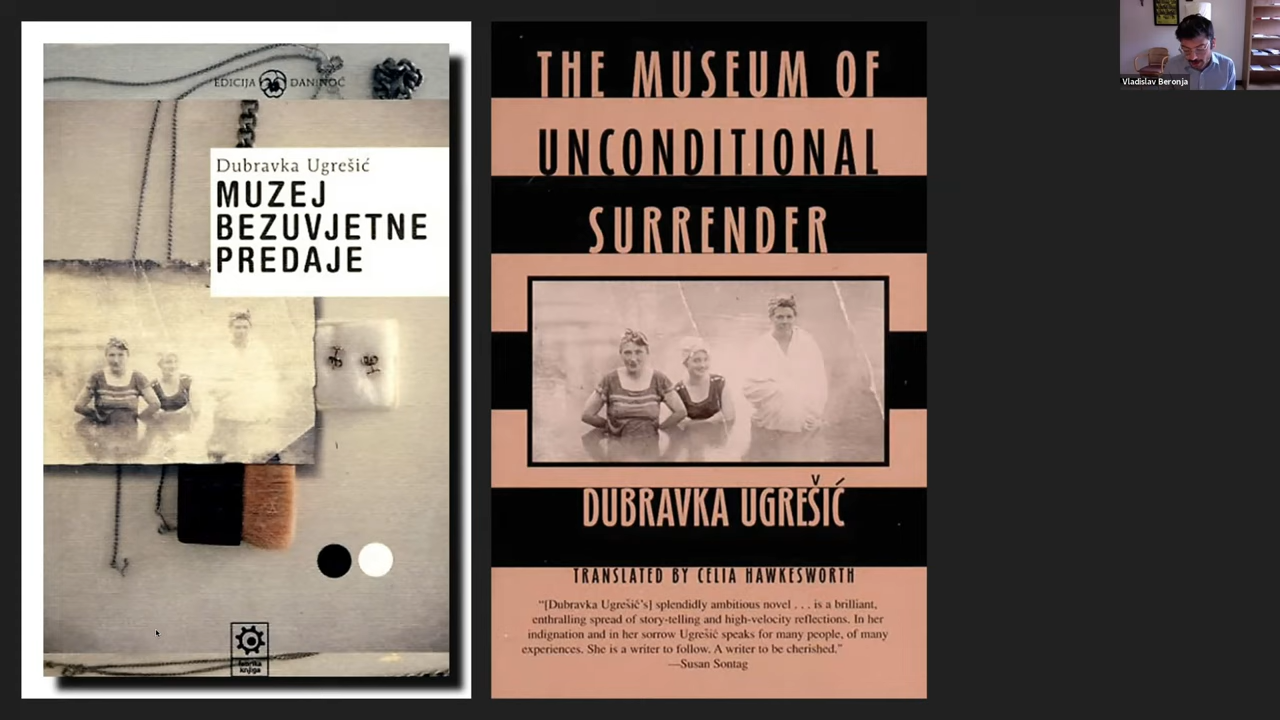 EDICIJA DANINOĆ
Dubravka Ugrešić
MUZEJ
BEZUVJETNE
PREDAJE
fabrika
knjiga
THE MUSEUM OF
UNCONDITIONAL
SURRENDER
DUBRAVKA UGREŠIĆ
TRANSLATED BY CELIA HAWKESWORTH
“[Dubravka Ugrešić's] splendidly ambitious novel . . . is a brilliant,
enthralling spread of story-telling and high-velocity reflections. In her
indignation and in her sorrow Ugrešić speaks for many people, of many
experiences. She is a writer to follow. A writer to be cherished.”
—Susan Sontag
Vladislav Beronja